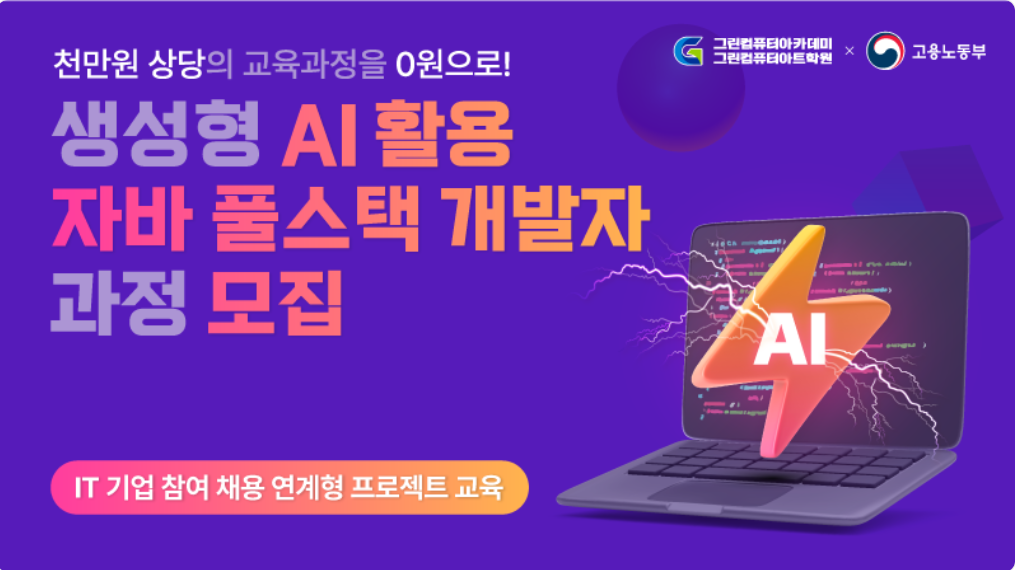 천만원 상당의 교육과정을 0원으로!
그린컴퓨터아카데미
그린컴퓨터아트학원
×
고용노동부
생성형 AI 활용
자바 풀스택 개발자
과정 모집
AI
IT 기업 참여 채용 연계형 프로젝트 교육